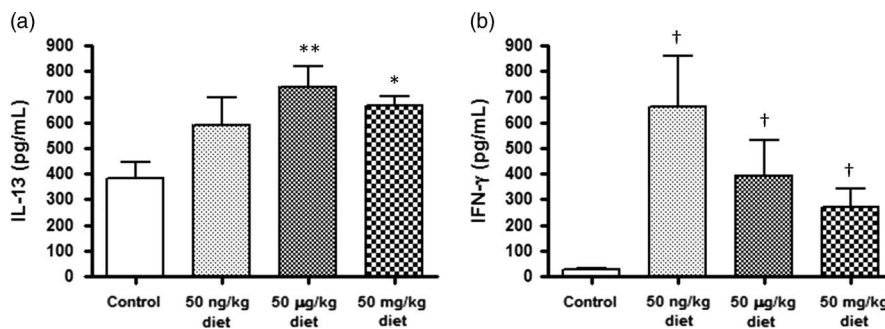 (a)
IL-13 (pg/mL)
900
800
700
600
500
400
300
200
100
0
**
*
Control
50 ng/kg
diet
50 μg/kg
diet
50 mg/kg
diet
(b)
IFN-γ (pg/mL)
900
800
700
600
500
400
300
200
100
0
†
†
†
Control
50 ng/kg
diet
50 μg/kg
diet
50 mg/kg
diet